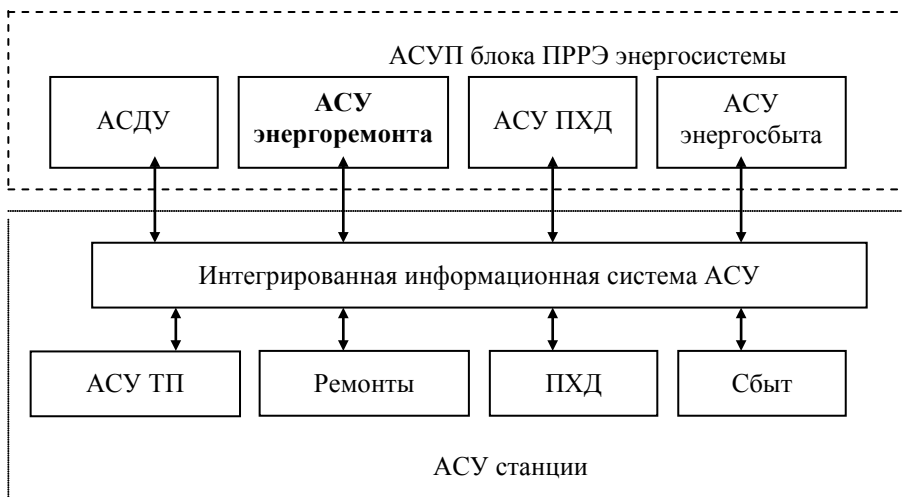 АСУП блока ПРРЭ энергосистемы
АСДУ
АСУ
энергоремонта
АСУ ПХД
АСУ
энергосбыта
Интегрированная информационная система АСУ
АСУ ТП
Ремонты
ПХД
Сбыт
АСУ станции